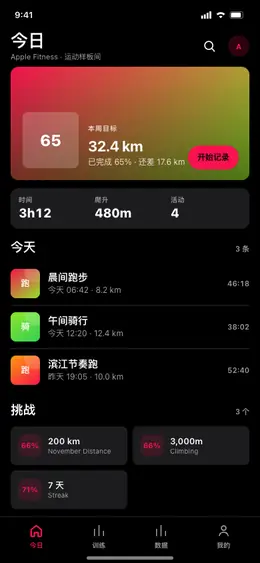 9:41
今日
Apple Fitness · 运动样板间
A
65
本周目标
32.4 km
已完成 65% · 还差 17.6 km
开始记录
时间
爬升
活动
3h12
480m
4
今天
3 条
跑
晨间跑步
今天 06:42 · 8.2 km
46:18
骑
午间骑行
今天 12:20 · 12.4 km
38:02
跑
滨江节奏跑
昨天 19:05 · 10.0 km
52:40
挑战
3 个
66%
200 km
November Distance
66%
3,000m
Climbing
71%
7 天
Streak
今日
训练
数据
我的